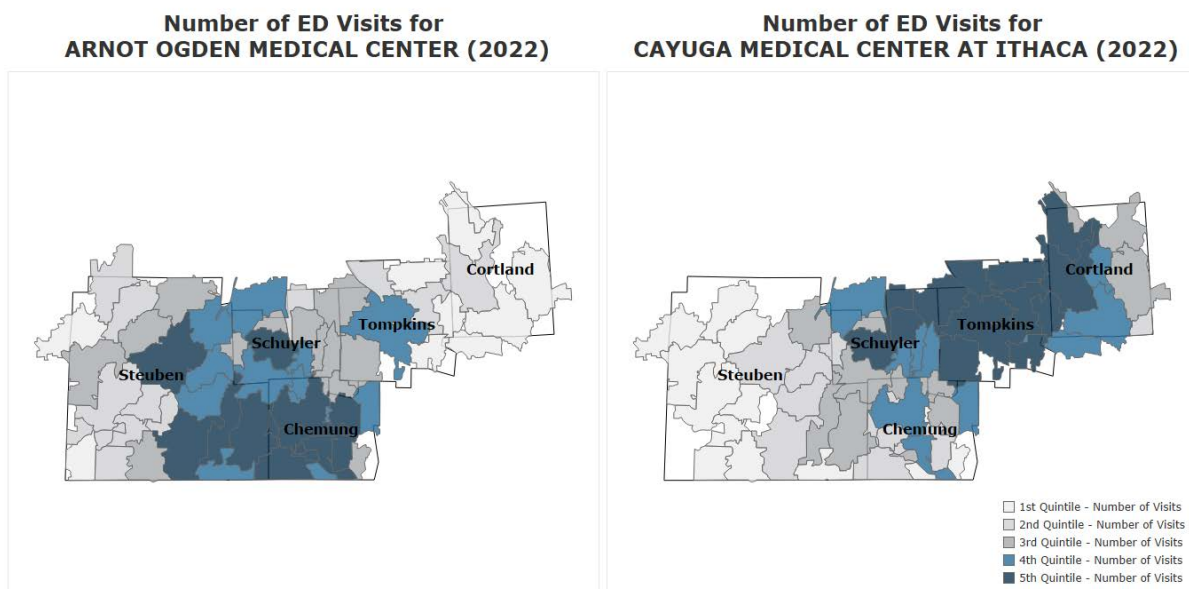 Number of ED Visits for
ARNOT OGDEN MEDICAL CENTER (2022)
Cortland
Tompkins
Schuyler
Steuben
Chemung
Number of ED Visits for
CAYUGA MEDICAL CENTER AT ITHACA (2022)
Cortland
Tompkins
Schuyler
Steuben
Chemung
1st Quintile - Number of Visits
2nd Quintile - Number of Visits
3rd Quintile - Number of Visits
4th Quintile - Number of Visits
5th Quintile - Number of Visits